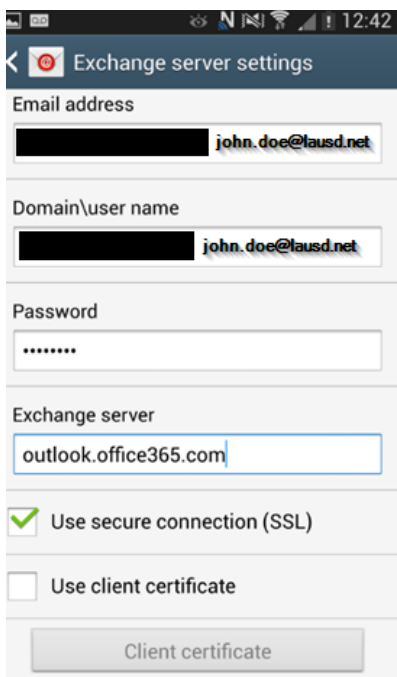 12:42
Exchange server settings
Email address
john.doe@lausd.net
Domain\user name
john.doe@lausd.net
Password
••••••••
Exchange server
outlook.office365.com
Use secure connection (SSL)
Use client certificate
Client certificate